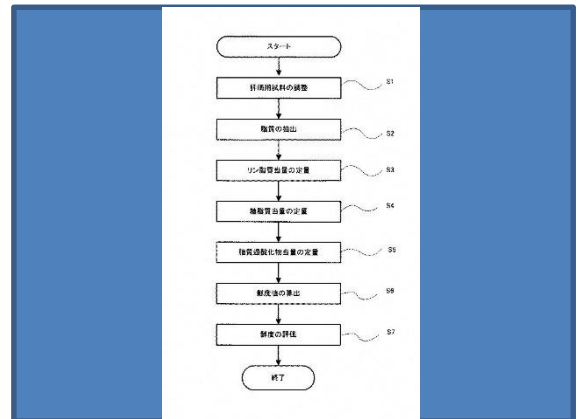 スタート
評価用試料の調整
S1
脂質の抽出
S2
リン脂質当量の定量
S3
糖脂質当量の定量
S4
脂質過酸化物当量の定量
S5
鮮度値の算出
S6
鮮度の評価
S7
終了